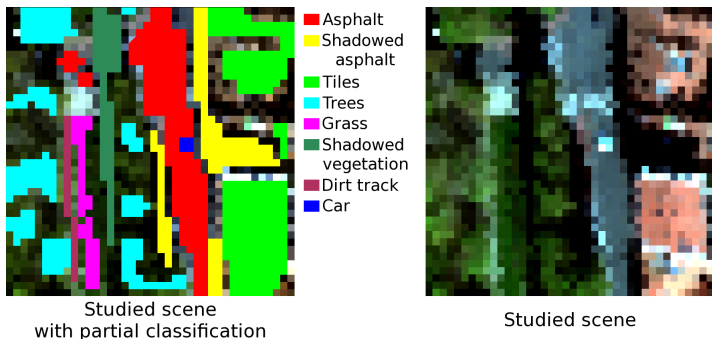 Asphalt
Shadowed
asphalt
Tiles
Trees
Grass
Shadowed
vegetation
Dirt track
Car
Studied scene
with partial classification
Studied scene